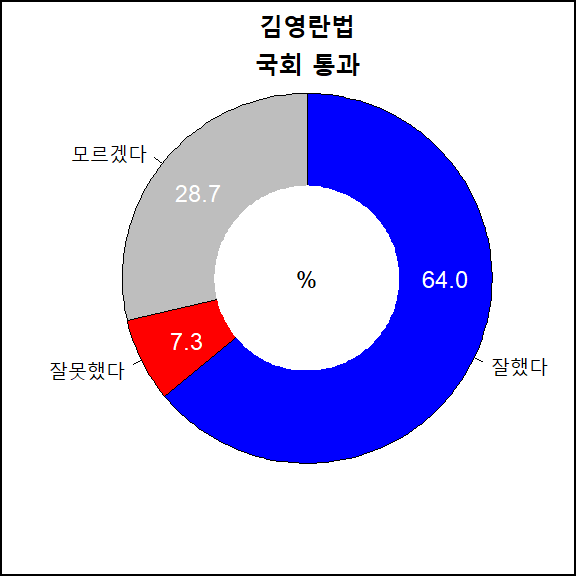 김영란법
국회 통과
모르겠다
28.7
%
64.0
7.3
잘못했다
잘했다